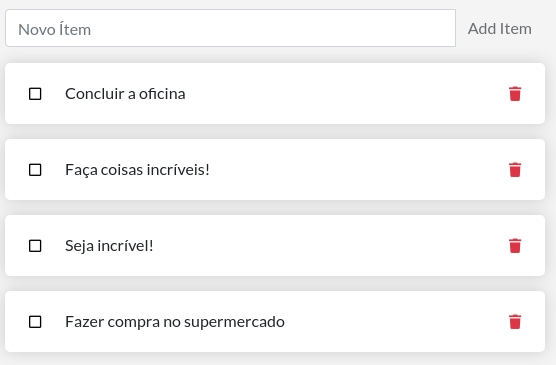 Novo Ítem
Add Item
Concluir a oficina
Faça coisas incríveis!
Seja incrível!
Fazer compra no supermercado